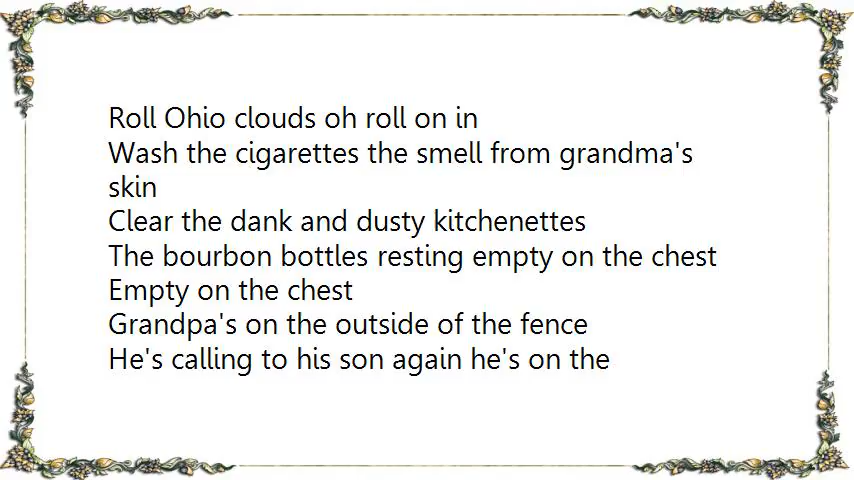 Roll Ohio clouds oh roll on in
Wash the cigarettes the smell from grandma's
skin
Clear the dank and dusty kitchenettes
The bourbon bottles resting empty on the chest
Empty on the chest
Grandpa's on the outside of the fence
He's calling to his son again he's on the